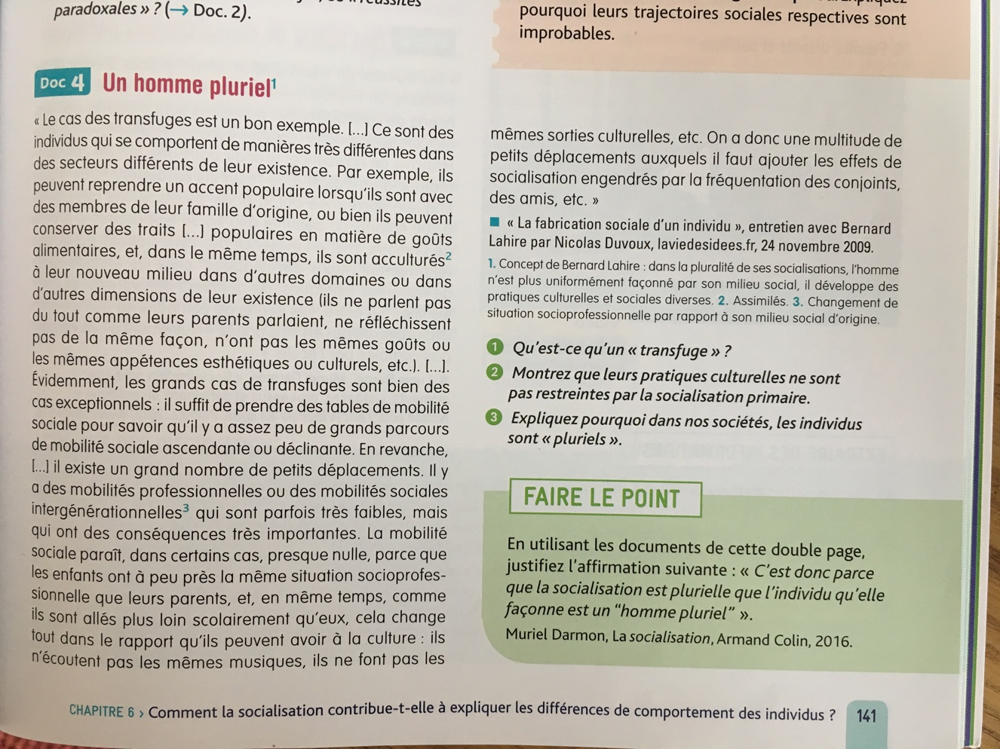 paradoxales » ? (→ Doc. 2).
pourquoi leurs trajectoires sociales respectives sont
improbables.
Doc 4 Un homme pluriel¹
« Le cas des transfuges est un bon exemple. [...] Ce sont des
individus qui se comportent de manières très différentes dans
des secteurs différents de leur existence. Par exemple, ils
peuvent reprendre un accent populaire lorsqu'ils sont avec
des membres de leur famille d'origine, ou bien ils peuvent
conserver des traits [...] populaires en matière de goûts
alimentaires, et, dans le même temps, ils sont acculturés²
à leur nouveau milieu dans d'autres domaines ou dans
d'autres dimensions de leur existence (ils ne parlent pas
du tout comme leurs parents parlaient, ne réfléchissent
pas de la même façon, n'ont pas les mêmes goûts ou
les mêmes appétences esthétiques ou culturels, etc.). [...].
Évidemment, les grands cas de transfuges sont bien des
cas exceptionnels : il suffit de prendre des tables de mobilité
sociale pour savoir qu'il y a assez peu de grands parcours
de mobilité sociale ascendante ou déclinante. En revanche,
[...] il existe un grand nombre de petits déplacements. Il y
a des mobilités professionnelles ou des mobilités sociales
intergénérationnelles³ qui sont parfois très faibles, mais
qui ont des conséquences très importantes. La mobilité
sociale paraît, dans certains cas, presque nulle, parce que
les enfants ont à peu près la même situation socioprofes-
sionnelle que leurs parents, et, en même temps, comme
ils sont allés plus loin scolairement qu'eux, cela change
tout dans le rapport qu'ils peuvent avoir à la culture : ils
n'écoutent pas les mêmes musiques, ils ne font pas les
mêmes sorties culturelles, etc. On a donc une multitude de
petits déplacements auxquels il faut ajouter les effets de
socialisation engendrés par la fréquentation des conjoints,
des amis, etc. »
■ « La fabrication sociale d'un individu », entretien avec Bernard
Lahire par Nicolas Duvoux, laviedesidees.fr, 24 novembre 2009.
1. Concept de Bernard Lahire : dans la pluralité de ses socialisations, l'homme
n'est plus uniformément façonné par son milieu social, il développe des
pratiques culturelles et sociales diverses. 2. Assimilés. 3. Changement de
situation socioprofessionnelle par rapport à son milieu social d'origine.
1 Qu'est-ce qu'un « transfuge » ?
2 Montrez que leurs pratiques culturelles ne sont
pas restreintes par la socialisation primaire.
3 Expliquez pourquoi dans nos sociétés, les individus
sont « pluriels ».
FAIRE LE POINT
En utilisant les documents de cette double page,
justifiez l'affirmation suivante : « C'est donc parce
que la socialisation est plurielle que l'individu qu'elle
façonne est un "homme pluriel" ».
Muriel Darmon, La socialisation, Armand Colin, 2016.
CHAPITRE 6 › Comment la socialisation contribue-t-elle à expliquer les différences de comportement des individus ? 141